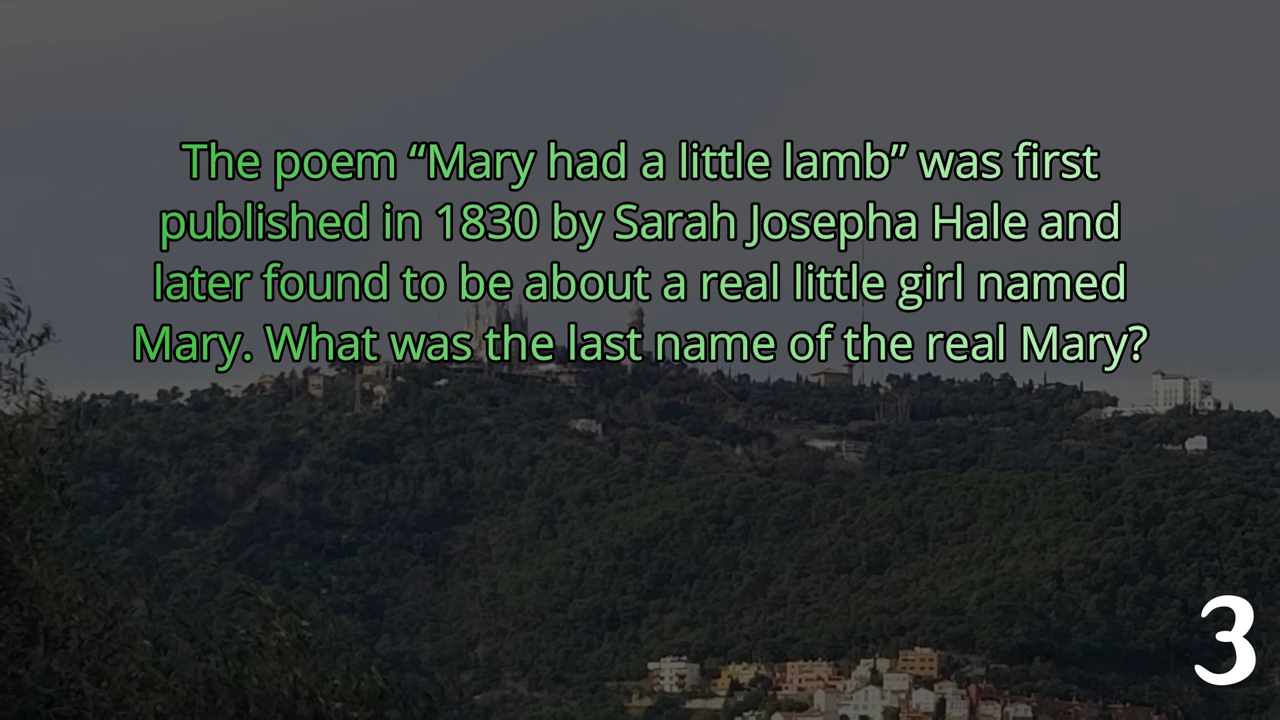 The poem “Mary had a little lamb” was first
published in 1830 by Sarah Josepha Hale and
later found to be about a real little girl named
Mary. What was the last name of the real Mary?
3